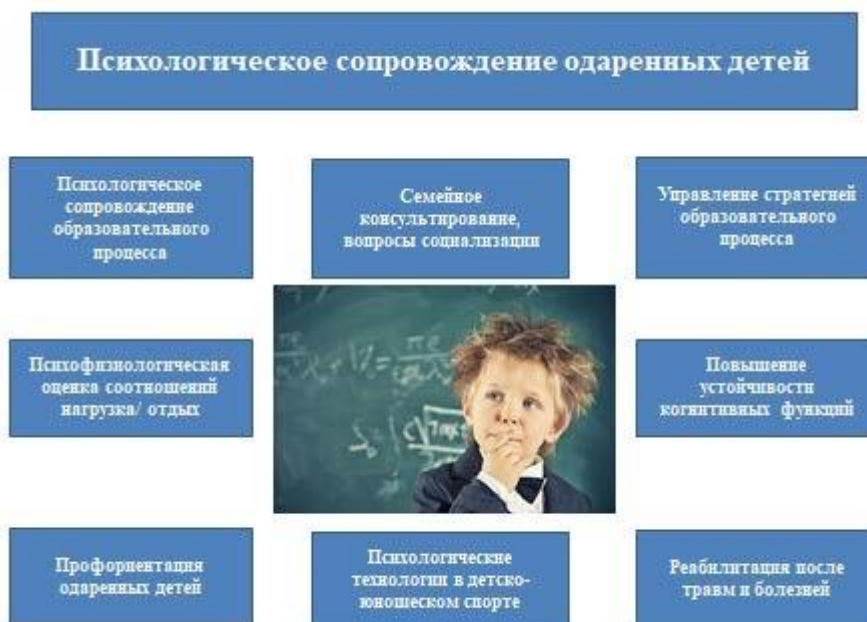 Психологическое сопровождение одаренных детей
Психологическое
сопровождение
образовательного
процесса
Семейное
консультирование,
вопросы социализации
Управление стратегией
образовательного
процесса
Психофизиологическая
оценка соотношений
нагрузка/ отдых
Повышение
устойчивости
когнитивных функций
Профориентация
одаренных детей
Психологические
технологии в детско-
юношеском спорте
Реабилитация после
травм и болезней